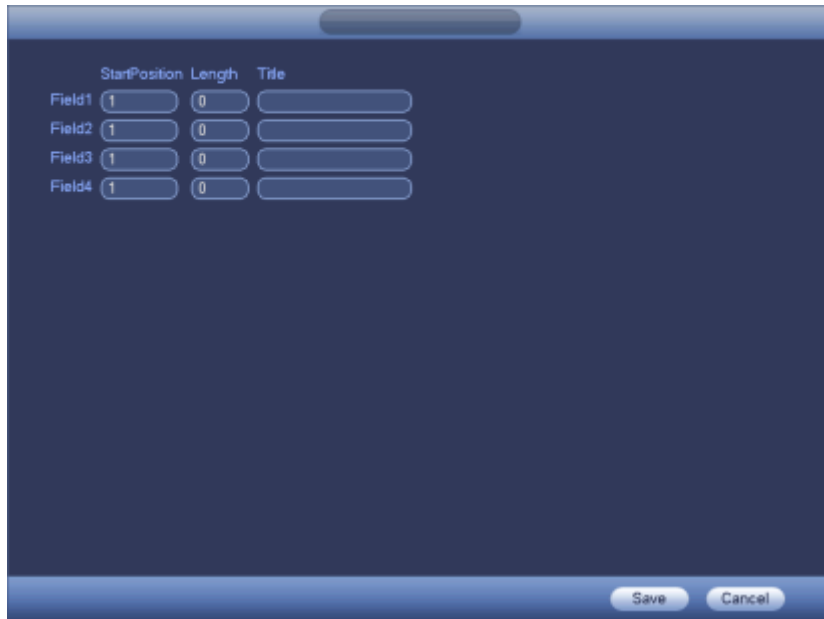 StartPosition Length Title
Field1 1 0
Field2 1 0
Field3 1 0
Field4 1 0
Save Cancel